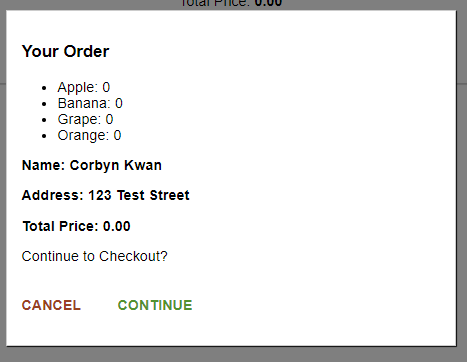 Total Price: 0.00
Your Order
Apple: 0
Banana: 0
Grape: 0
Orange: 0
Name: Corbyn Kwan
Address: 123 Test Street
Total Price: 0.00
Continue to Checkout?
CANCEL CONTINUE